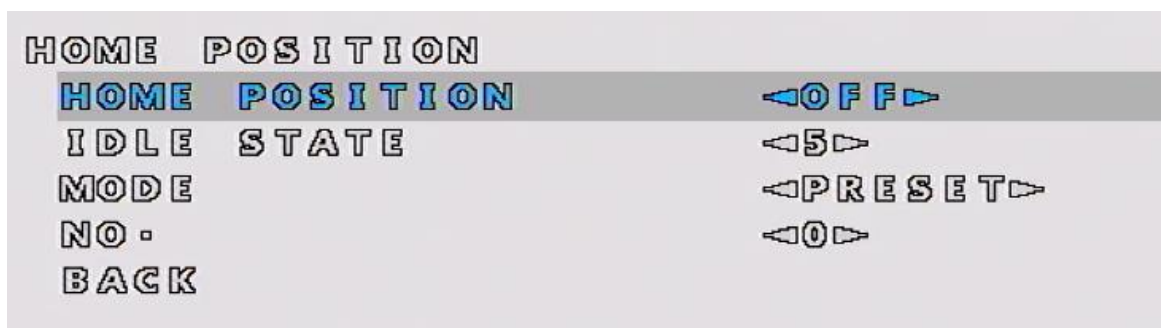 HOME POSITION
HOME POSITION ◅OFF▻
IDLE STATE ◅5▻
MODE ◅PRESET▻
NO.
◅0▻
BACK